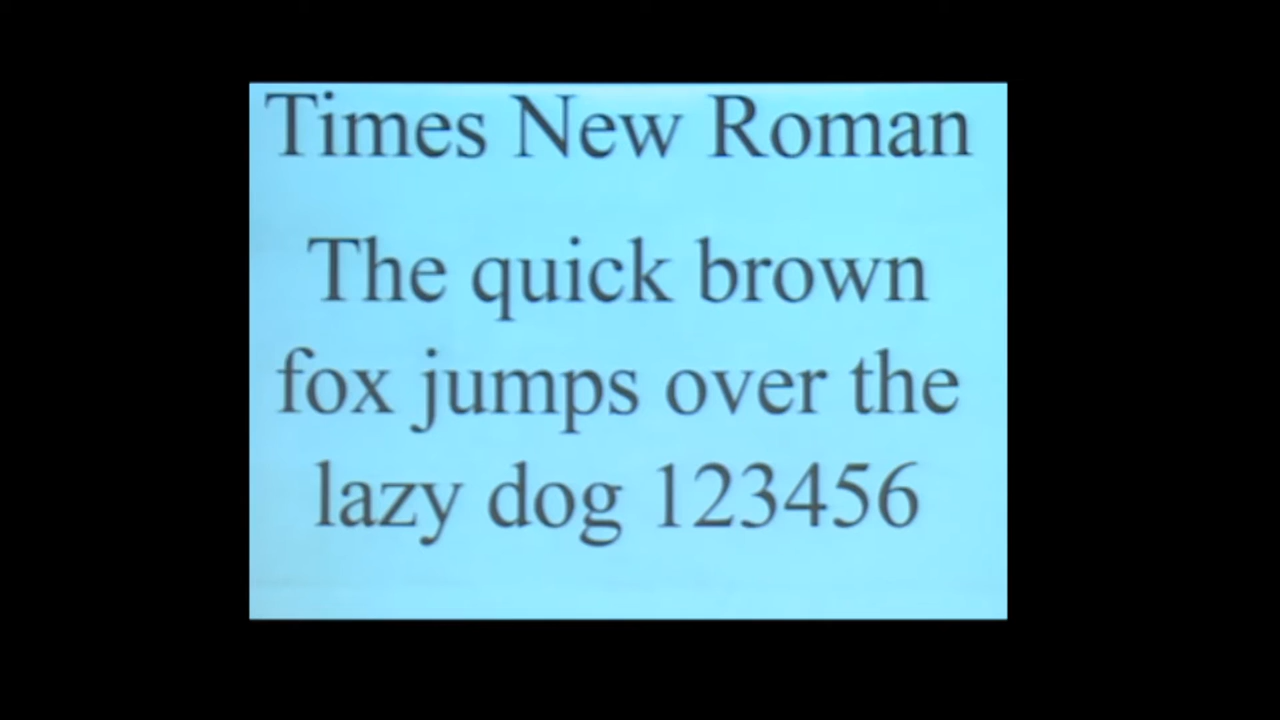 Times New Roman
The quick brown
fox jumps over the
lazy dog 123456